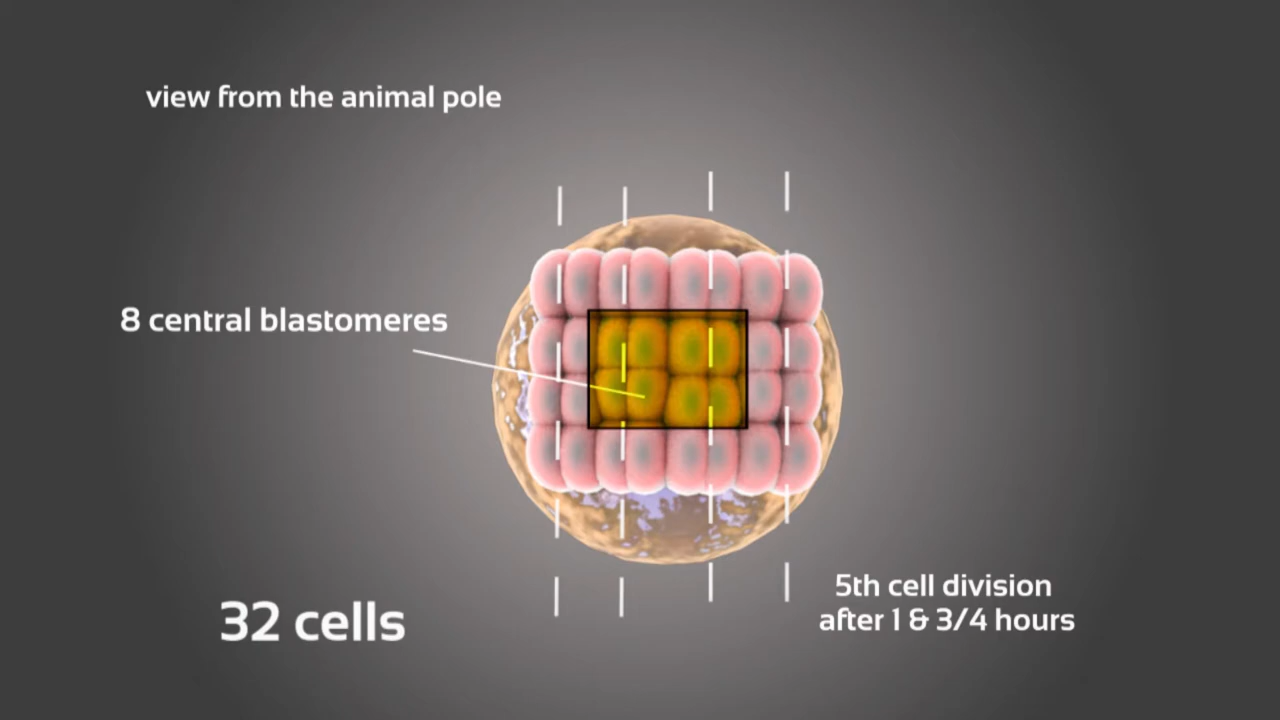 view from the animal pole
8 central blastomeres
32 cells
5th cell division
after 1 & 3/4 hours